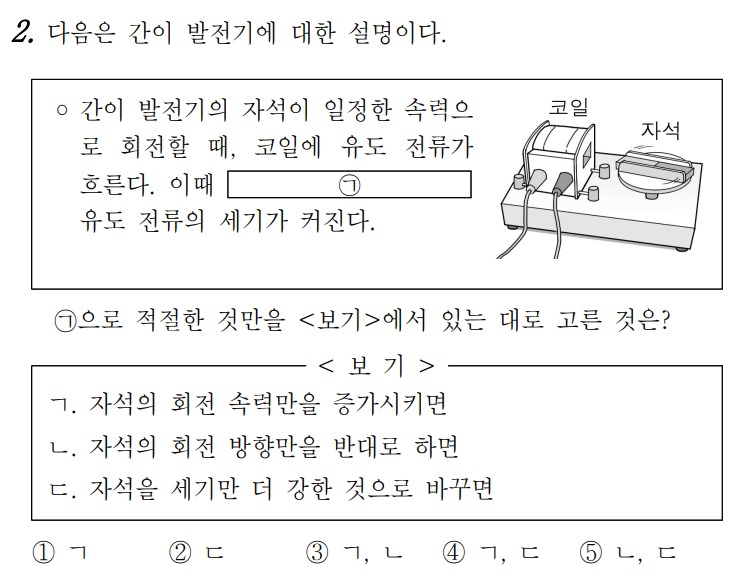 2. 다음은 간이 발전기에 대한 설명이다.
○ 간이 발전기의 자석이 일정한 속력으
로 회전할 때, 코일에 유도 전류가
흐른다. 이때 ㉠
유도 전류의 세기가 커진다.
코일
자석
㉠으로 적절한 것만을 <보기>에서 있는 대로 고른 것은?
< 보 기 >
ㄱ. 자석의 회전 속력만을 증가시키면
ㄴ. 자석의 회전 방향만을 반대로 하면
ㄷ. 자석을 세기만 더 강한 것으로 바꾸면
① ㄱ ② ㄷ ③ ㄱ, ㄴ ④ ㄱ, ㄷ ⑤ ㄴ, ㄷ